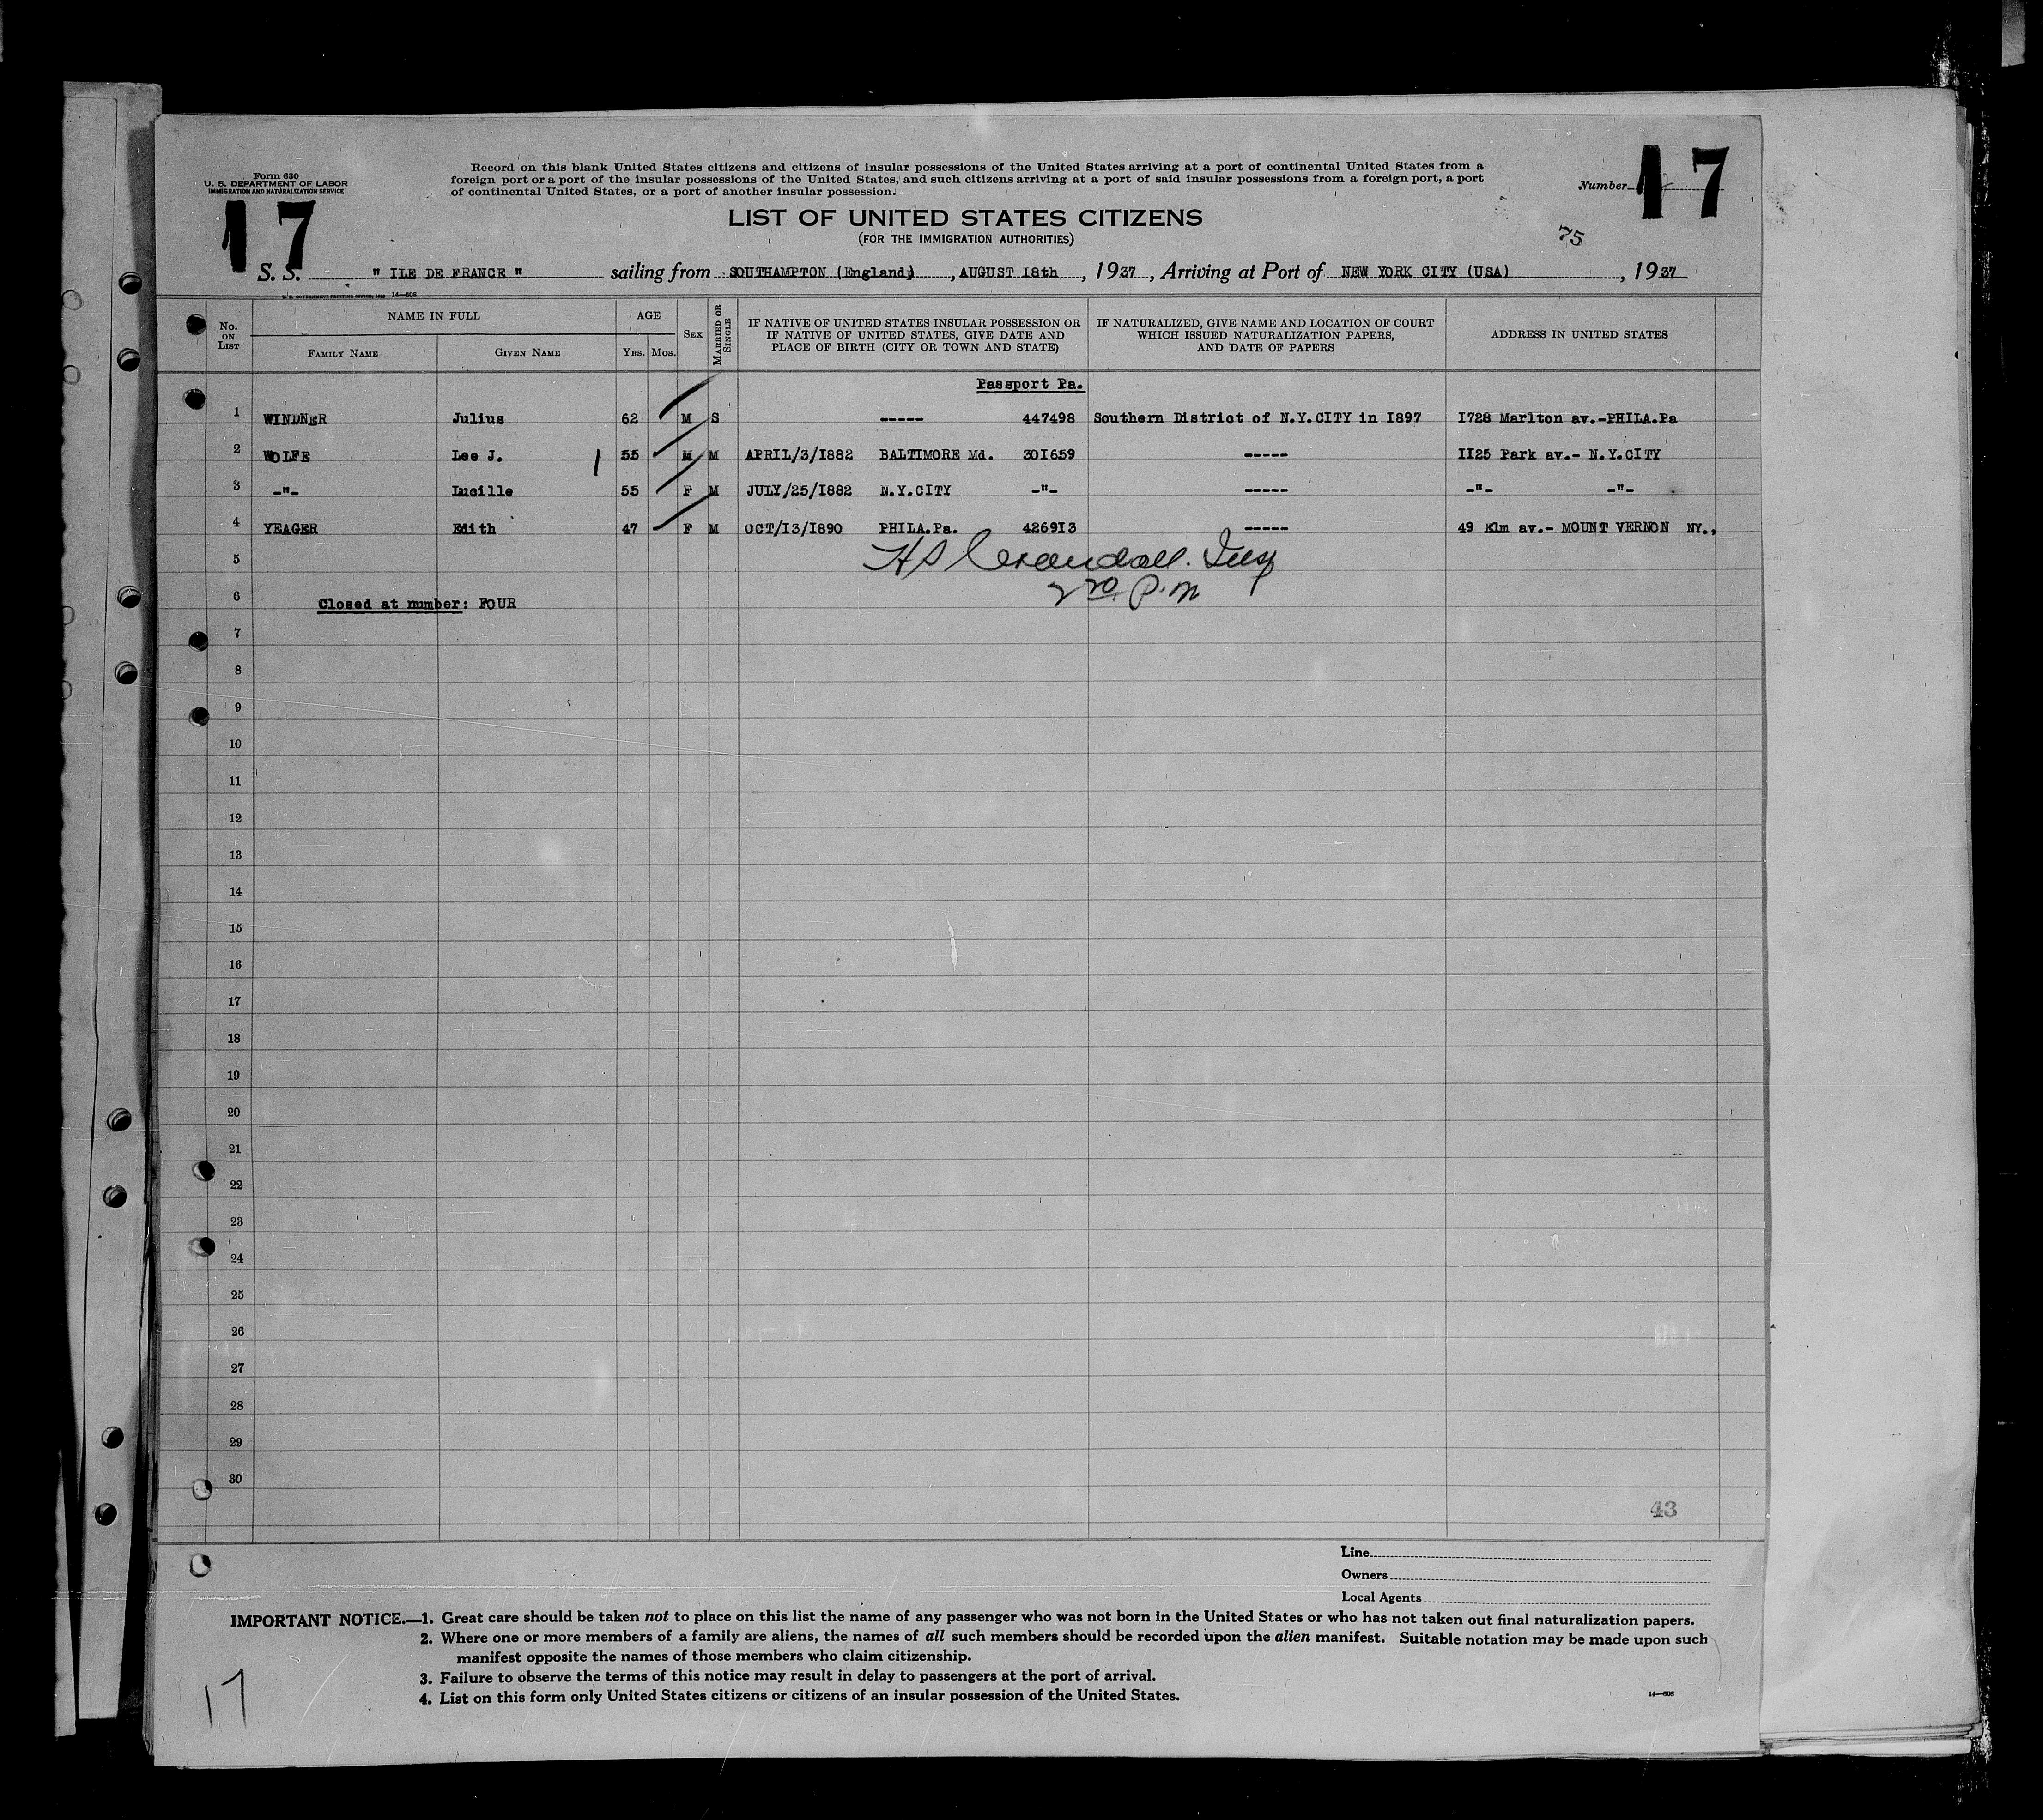 Form 630
U. S. DEPARTMENT OF LABOR
IMMIGRATION AND NATURALIZATION SERVICE
Record on this blank United States citizens and citizens of insular possessions of the United States arriving at a port of continental United States from a
foreign port or a port of the insular possessions of the United States, and such citizens arriving at a port of said insular possessions from a foreign port, a port
of continental United States, or a port of another insular possession.
Number
17
17
LIST OF UNITED STATES CITIZENS
(FOR THE IMMIGRATION AUTHORITIES)
75
S. S. " ILE DE FRANCE " sailing from SOUTHAMPTON (England), AUGUST 18th, 1937, Arriving at Port of NEW YORK CITY (USA), 1937
14—608
No. ON LIST NAME IN FULL AGE SEX MARRIED OR SINGLE IF NATIVE OF UNITED STATES INSULAR POSSESSION OR IF NATIVE OF UNITED STATES, GIVE DATE AND PLACE OF BIRTH (CITY OR TOWN AND STATE) IF NATURALIZED, GIVE NAME AND LOCATION OF COURT WHICH ISSUED NATURALIZATION PAPERS, AND DATE OF PAPERS ADDRESS IN UNITED STATES
FAMILY NAME GIVEN NAME YRS. MOS.
Passport Pa.
1 WINDNER Julius 62 M S ----- 447498 Southern District of N.Y.CITY in I897 I728 Marlton av.-PHILA.Pa
2 WOLFE Lee J. 55 M M APRIL/3/I882 BALTIMORE Md. 30I659 ----- II25 Park av.- N.Y.CITY
3 -"- Lucille 55 F M JULY/25/I882 N.Y.CITY -"- ----- -"- -"-
4 YEAGER Edith 47 F M OCT/I3/I890 PHILA.Pa. 4269I3 ----- 49 Elm av.- MOUNT VERNON NY.,
5 H S Crandall. Insp
6 Closed at number: FOUR P.M
7
8
9
10
11
12
13
14
15
16
17
18
19
20
21
22
23
24
25
26
27
28
29
30
43
Line
Owners
Local Agents
IMPORTANT NOTICE.—1. Great care should be taken not to place on this list the name of any passenger who was not born in the United States or who has not taken out final naturalization papers.
2. Where one or more members of a family are aliens, the names of all such members should be recorded upon the alien manifest. Suitable notation may be made upon such
manifest opposite the names of those members who claim citizenship.
3. Failure to observe the terms of this notice may result in delay to passengers at the port of arrival.
4. List on this form only United States citizens or citizens of an insular possession of the United States.
14—608
17